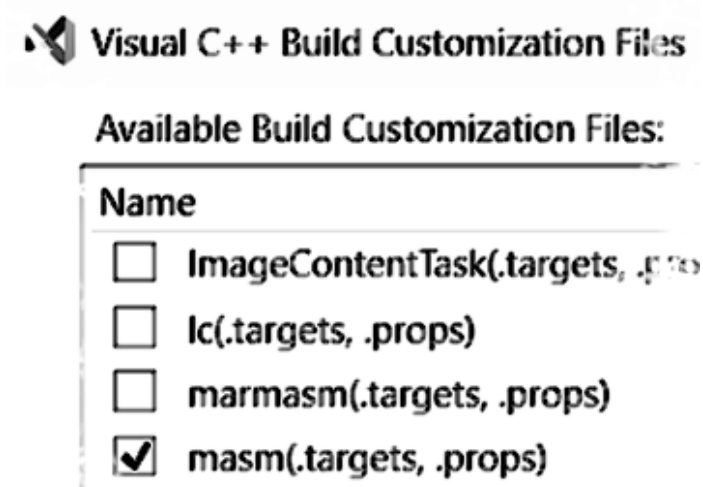 Visual C++ Build Customization Files
Available Build Customization Files:
Name
ImageContentTask(.targets,
lc(.targets, .props)
marmasm(.targets, .props)
masm(.targets, .props)